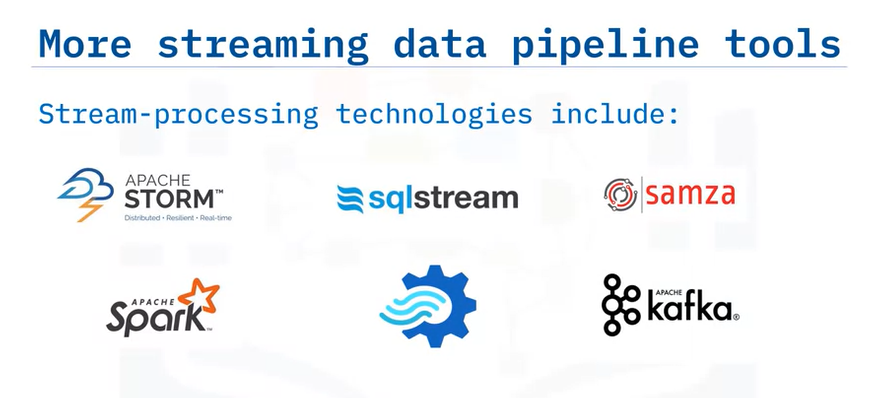 More streaming data pipeline tools
Stream-processing technologies include:
APACHE
STORM™
Distributed • Resilient • Real-time
sqlstream
samza
APACHE
Spark™
APACHE
kafka®